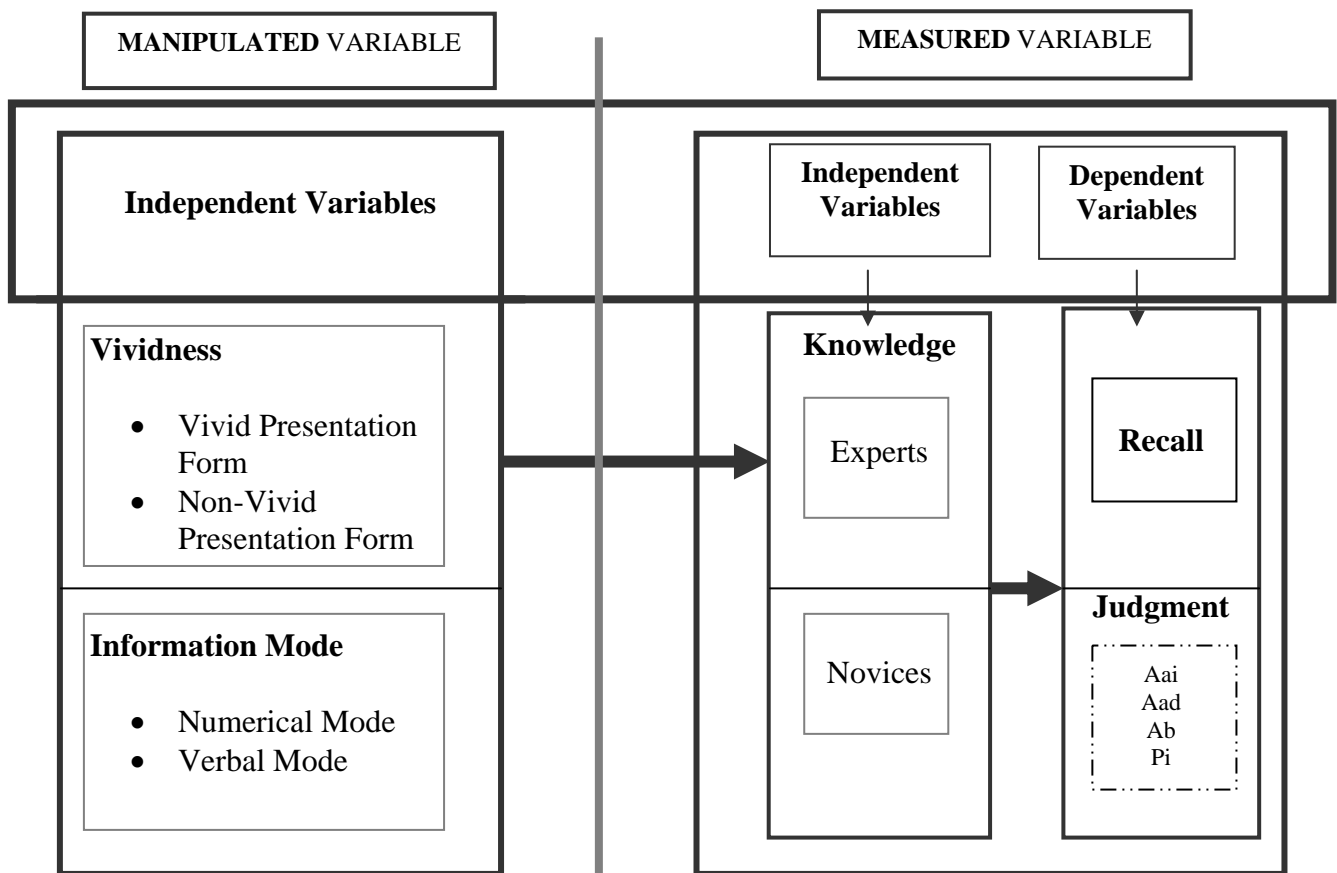 MANIPULATED VARIABLE
MEASURED VARIABLE
Independent Variables
Independent
Variables
Dependent
Variables
Vividness
• Vivid Presentation
Form
• Non-Vivid
Presentation Form
Information Mode
• Numerical Mode
• Verbal Mode
Knowledge
Experts
Novices
Recall
Judgment
Aai
Aad
Ab
Pi